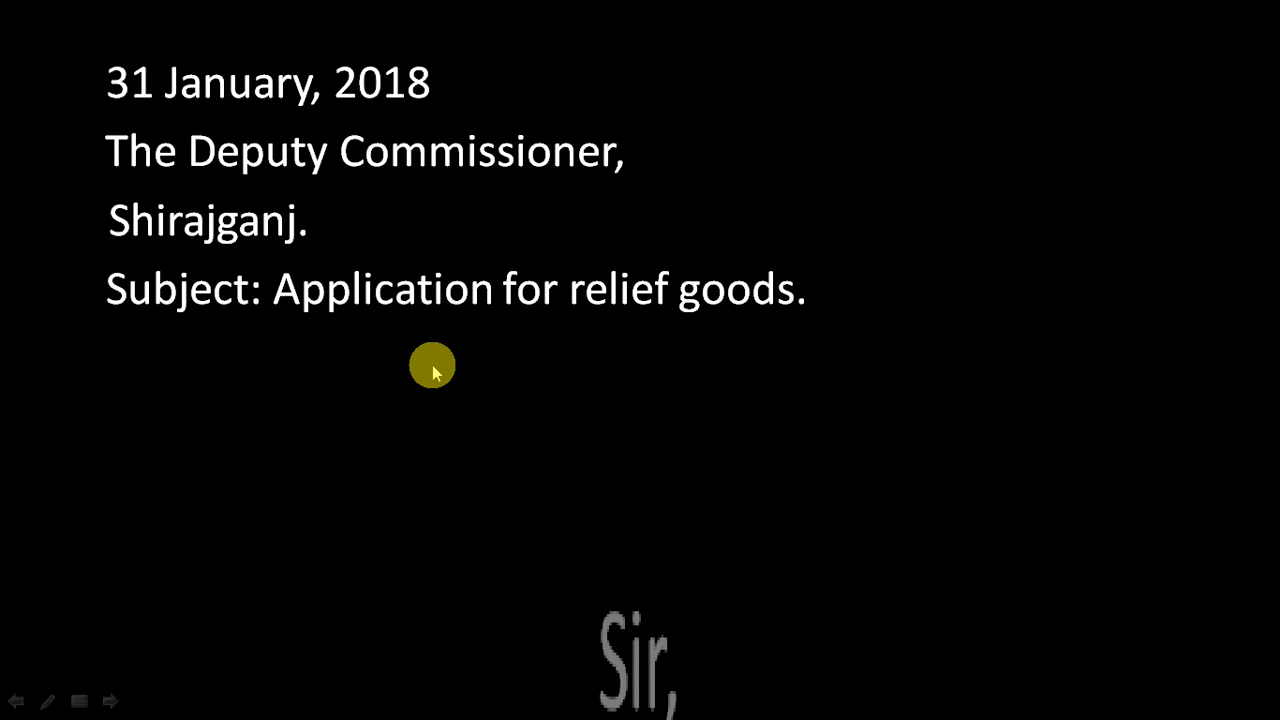 31 January, 2018
The Deputy Commissioner,
Shirajganj.
Subject: Application for relief goods.
Sir,